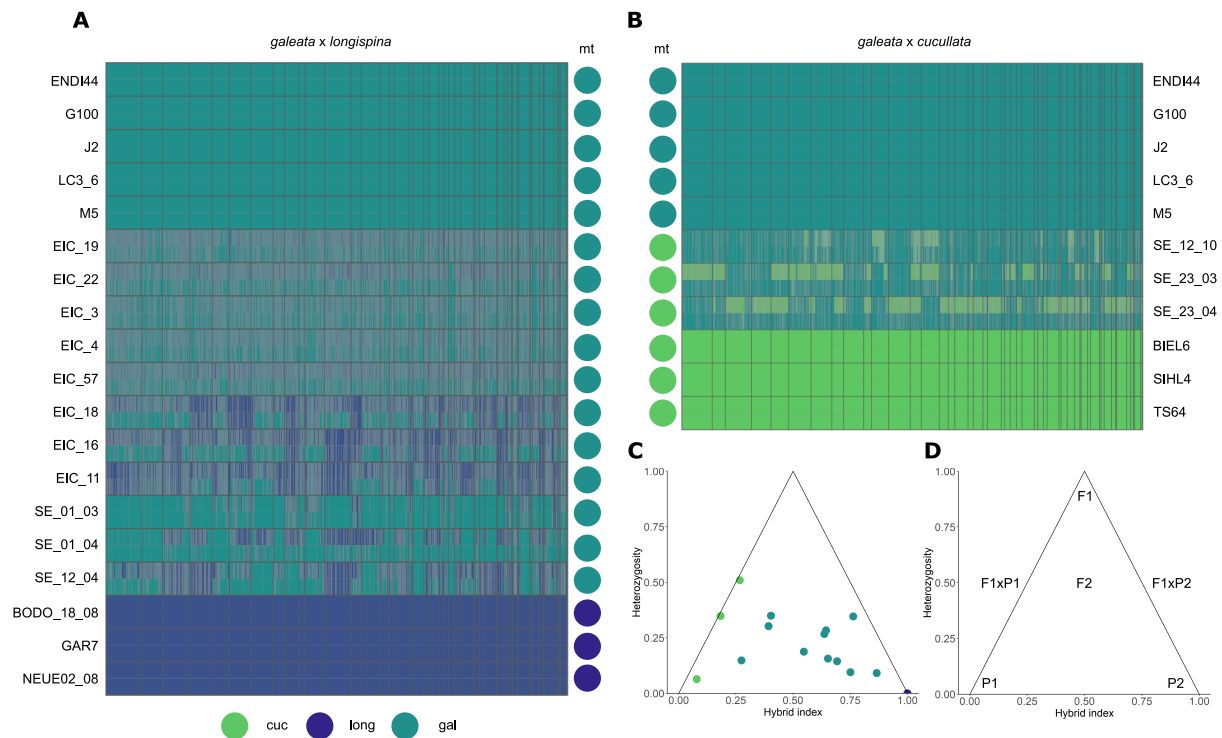 A
galeata x longispina
mt
ENDI44
G100
J2
LC3_6
M5
EIC_19
EIC_22
EIC_3
EIC_4
EIC_57
EIC_18
EIC_16
EIC_11
SE_01_03
SE_01_04
SE_12_04
BODO_18_08
GAR7
NEUE02_08
cuc long gal
B
mt
galeata x cucullata
ENDI44
G100
J2
LC3_6
M5
SE_12_10
SE_23_03
SE_23_04
BIEL6
SIHL4
TS64
C
1.00
0.75
0.50
0.25
0.00
Heterozygosity
0.00 0.25 0.50 0.75 1.00
Hybrid index
D
1.00
0.75
0.50
0.25
0.00
Heterozygosity
F1
F1xP1 F2 F1xP2
P1 P2
0.00 0.25 0.50 0.75 1.00
Hybrid index